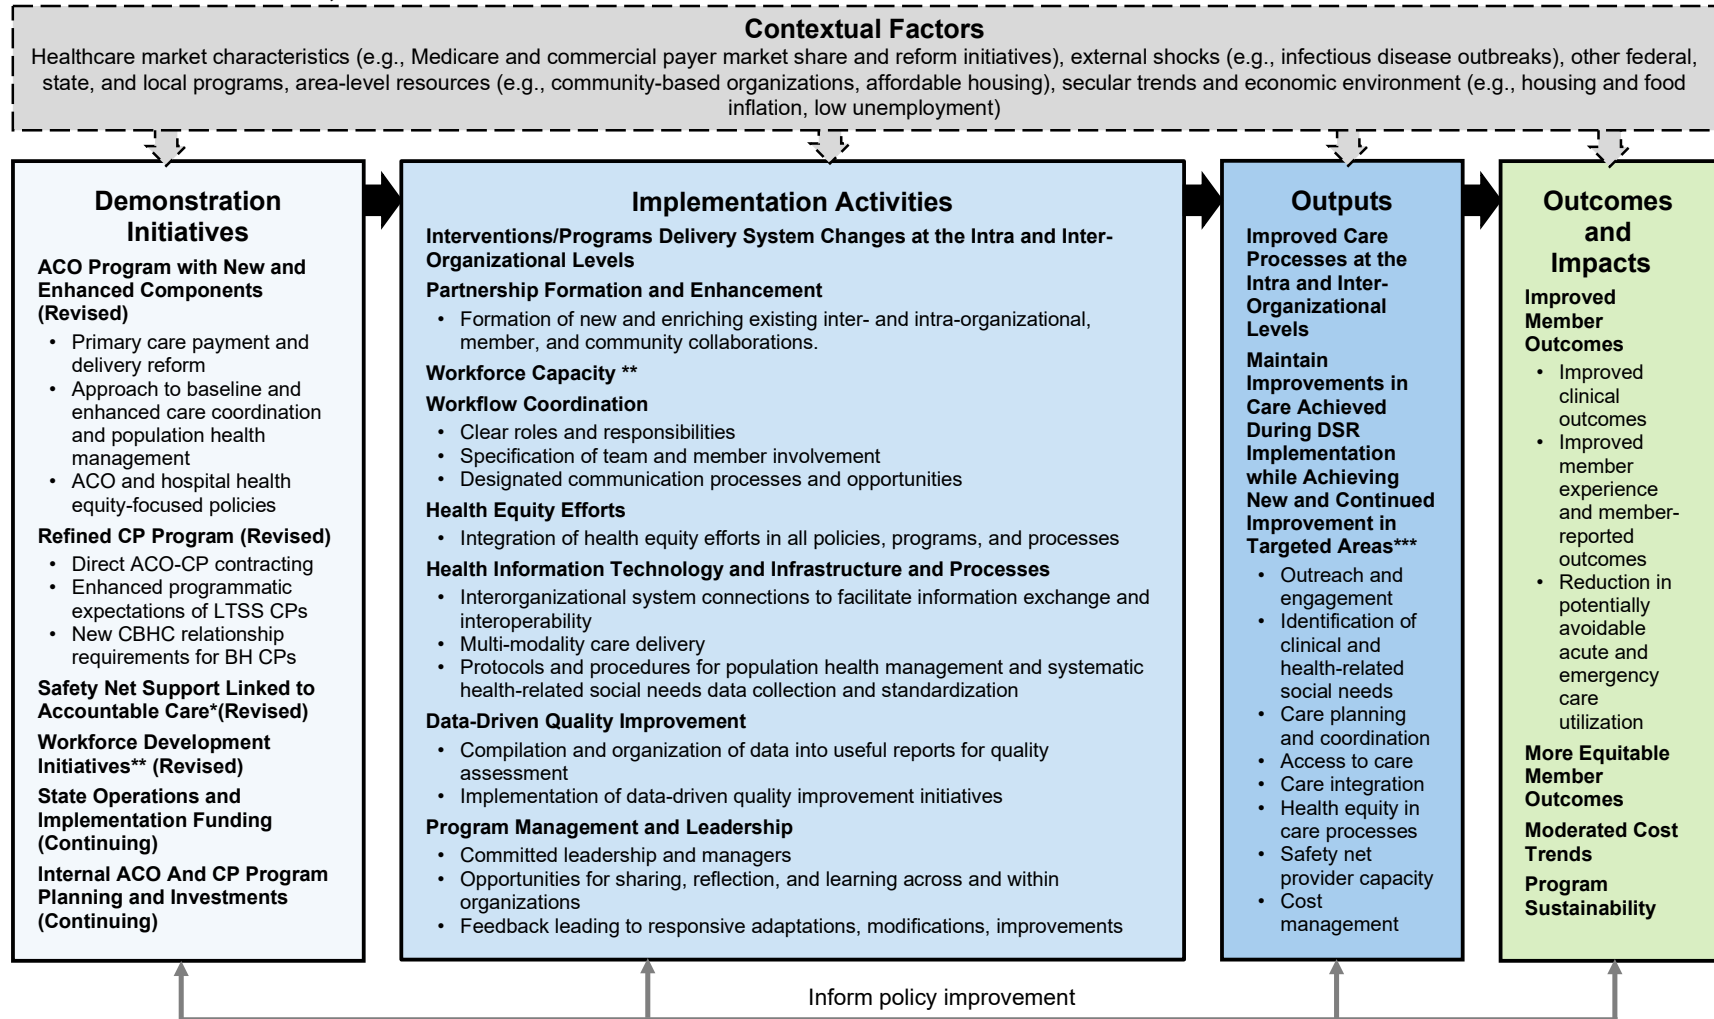 Contextual Factors
Healthcare market characteristics (e.g., Medicare and commercial payer market share and reform initiatives), external shocks (e.g., infectious disease outbreaks), other federal,
state, and local programs, area-level resources (e.g., community-based organizations, affordable housing), secular trends and economic environment (e.g., housing and food
inflation, low unemployment)
Demonstration
Initiatives
ACO Program with New and
Enhanced Components
(Revised)
• Primary care payment and
delivery reform
• Approach to baseline and
enhanced care coordination
and population health
management
• ACO and hospital health
equity-focused policies
Refined CP Program (Revised)
• Direct ACO-CP contracting
• Enhanced programmatic
expectations of LTSS CPs
• New CBHC relationship
requirements for BH CPs
Safety Net Support Linked to
Accountable Care*(Revised)
Workforce Development
Initiatives** (Revised)
State Operations and
Implementation Funding
(Continuing)
Internal ACO And CP Program
Planning and Investments
(Continuing)
Implementation Activities
Interventions/Programs Delivery System Changes at the Intra and Inter-
Organizational Levels
Partnership Formation and Enhancement
• Formation of new and enriching existing inter- and intra-organizational,
member, and community collaborations.
Workforce Capacity **
Workflow Coordination
• Clear roles and responsibilities
• Specification of team and member involvement
• Designated communication processes and opportunities
Health Equity Efforts
• Integration of health equity efforts in all policies, programs, and processes
Health Information Technology and Infrastructure and Processes
• Interorganizational system connections to facilitate information exchange and
interoperability
• Multi-modality care delivery
• Protocols and procedures for population health management and systematic
health-related social needs data collection and standardization
Data-Driven Quality Improvement
• Compilation and organization of data into useful reports for quality
assessment
• Implementation of data-driven quality improvement initiatives
Program Management and Leadership
• Committed leadership and managers
• Opportunities for sharing, reflection, and learning across and within
organizations
• Feedback leading to responsive adaptations, modifications, improvements
Outputs
Improved Care
Processes at the
Intra and Inter-
Organizational
Levels
Maintain
Improvements in
Care Achieved
During DSR
Implementation
while Achieving
New and Continued
Improvement in
Targeted Areas***
• Outreach and
engagement
• Identification of
clinical and
health-related
social needs
• Care planning
and coordination
• Access to care
• Care integration
• Health equity in
care processes
• Safety net
provider capacity
• Cost
management
Outcomes
and
Impacts
Improved
Member
Outcomes
• Improved
clinical
outcomes
• Improved
member
experience
and member-
reported
outcomes
• Reduction in
potentially
avoidable
acute and
emergency
care
utilization
More Equitable
Member
Outcomes
Moderated Cost
Trends
Program
Sustainability
Inform policy improvement